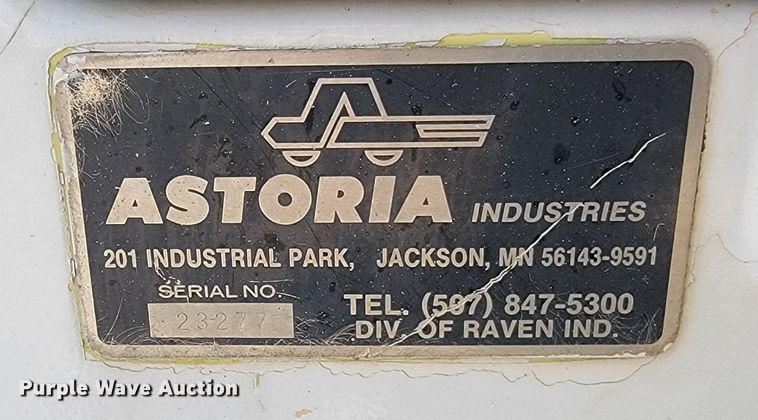 ASTORIA INDUSTRIES
201 INDUSTRIAL PARK, JACKSON, MN 56143-9591
SERIAL NO.
23277
TEL. (507) 847-5300
DIV. OF RAVEN IND.
Purple Wave Auction